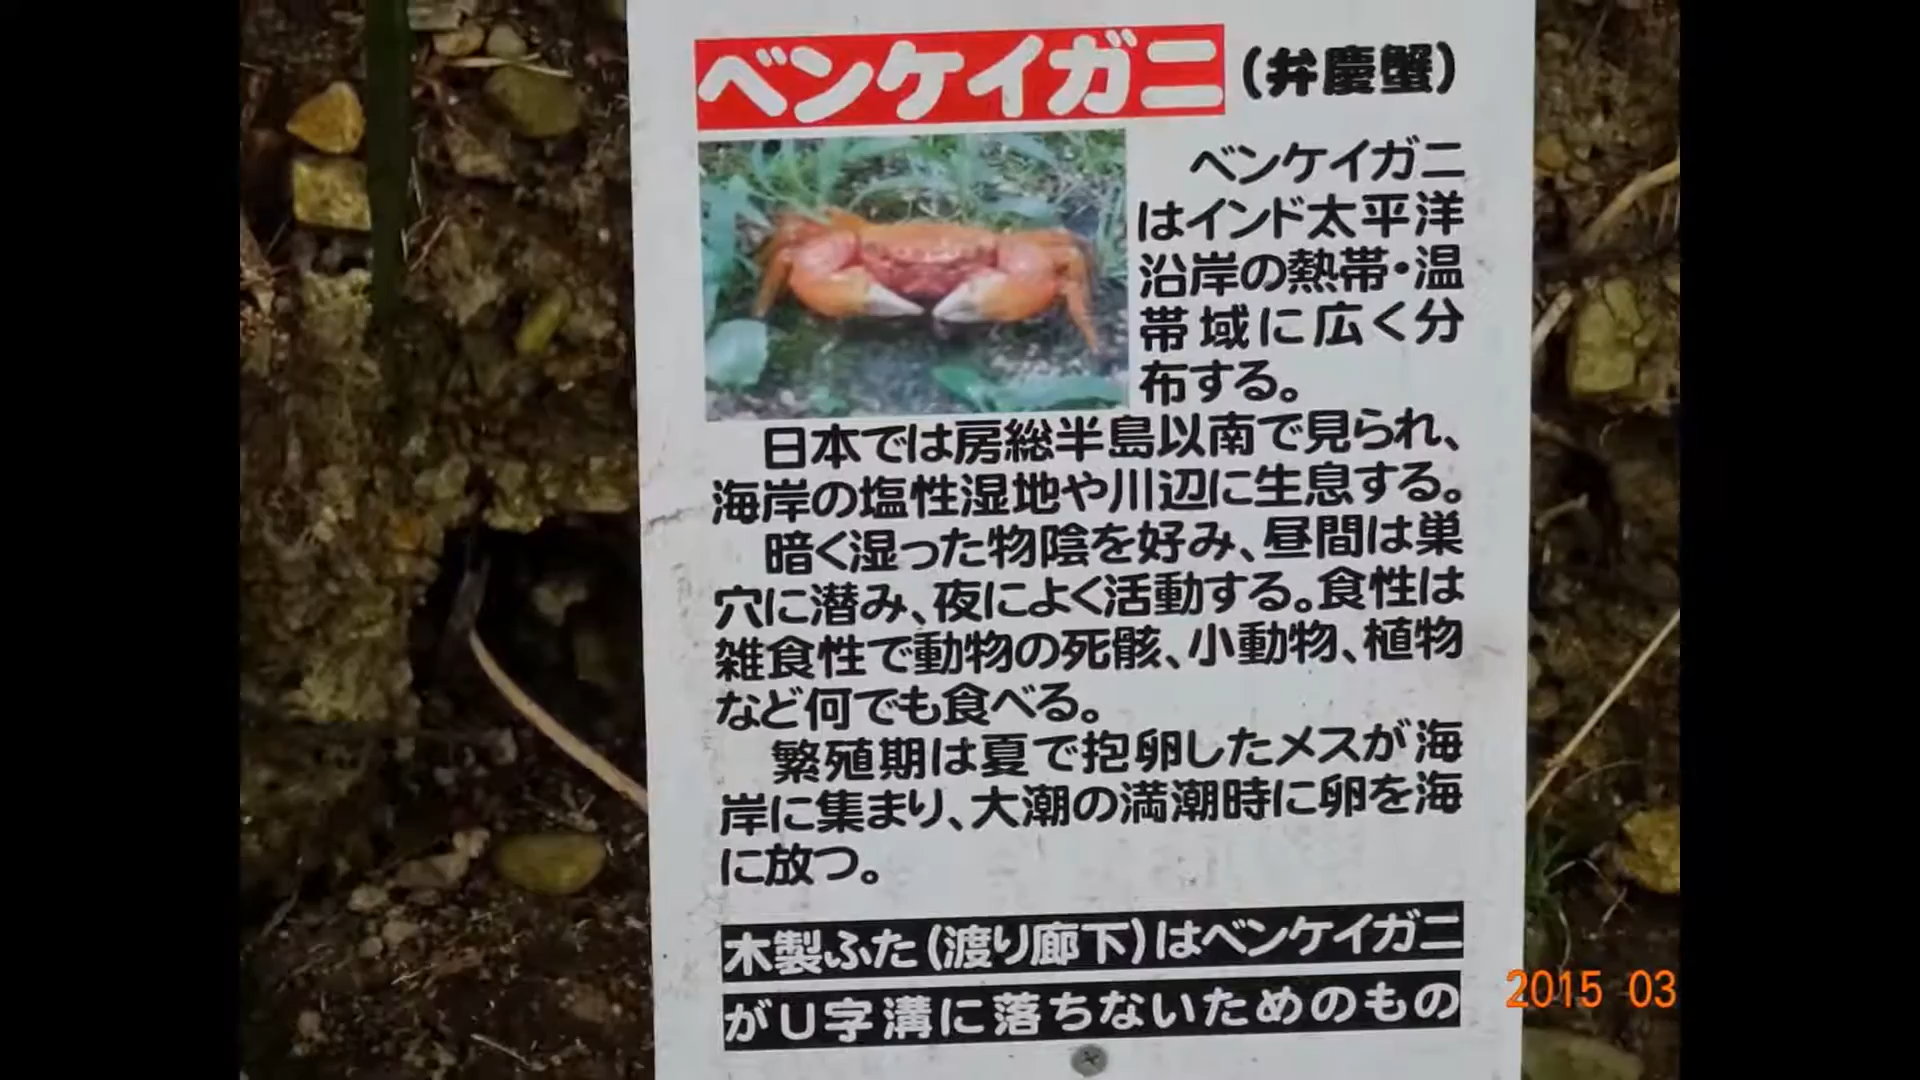 ベンケイガニ(弁慶蟹)
ベンケイガニ
はインド太平洋
沿岸の熱帯・温
帯域に広く分
布する。
日本では房総半島以南で見られ、
海岸の塩性湿地や川辺に生息する。
暗く湿った物陰を好み、昼間は巣
穴に潜み、夜によく活動する。食性は
雑食性で動物の死骸、小動物、植物
など何でも食べる。
繁殖期は夏で抱卵したメスが海
岸に集まり、大潮の満潮時に卵を海
に放つ。
木製ふた(渡り廊下)はベンケイガニ
がU字溝に落ちないためのもの
2015 03